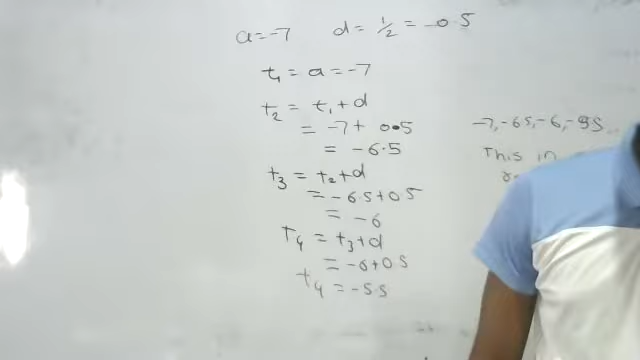 a = -7 d = 1/2 = 0.5
t₁ = a = -7
t₂ = t₁ + d
= -7 + 0.5
= -6.5
t₃ = t₂ + d
= -6.5 + 0.5
= -6
t₄ = t₃ + d
= -6 + 0.5
t₄ = -5.5
-7, -6.5, -6, -5.5..
This in